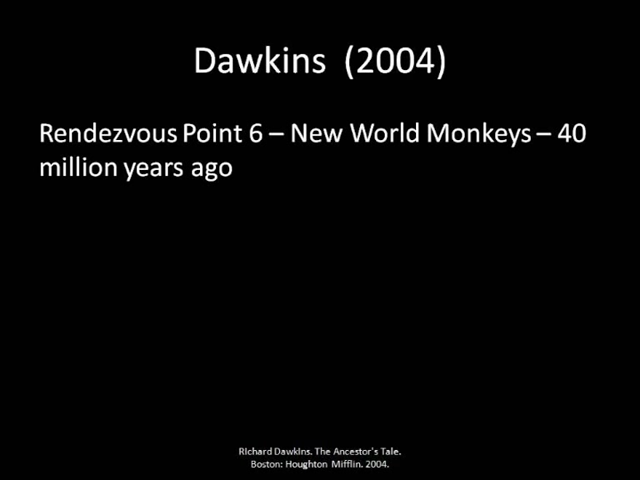 Dawkins (2004)
Rendezvous Point 6 – New World Monkeys – 40
million years ago
Richard Dawkins. The Ancestor's Tale.
Boston: Houghton Mifflin. 2004.